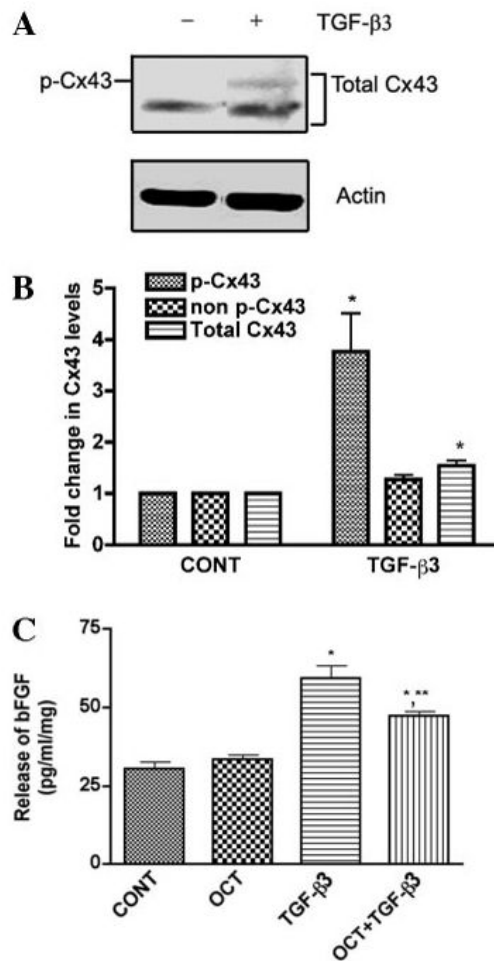 A
− + TGF-β3
p-Cx43
Total Cx43
Actin
B
p-Cx43
non p-Cx43
Total Cx43
Fold change in Cx43 levels
5
4
3
2
1
0
*
*
CONT
TGF-β3
C
Release of bFGF
(pg/ml/mg)
75
50
25
0
*
*,**
CONT
OCT
TGF-β3
OCT+TGF-β3